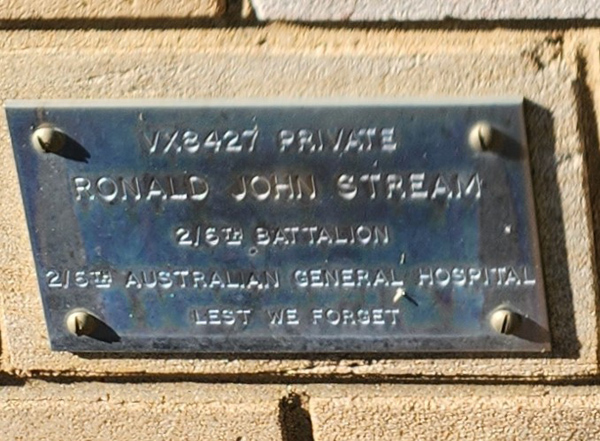 VX8427 PRIVATE
RONALD JOHN STREAM
2/6TH BATTALION
2/6TH AUSTRALIAN GENERAL HOSPITAL
LEST WE FORGET